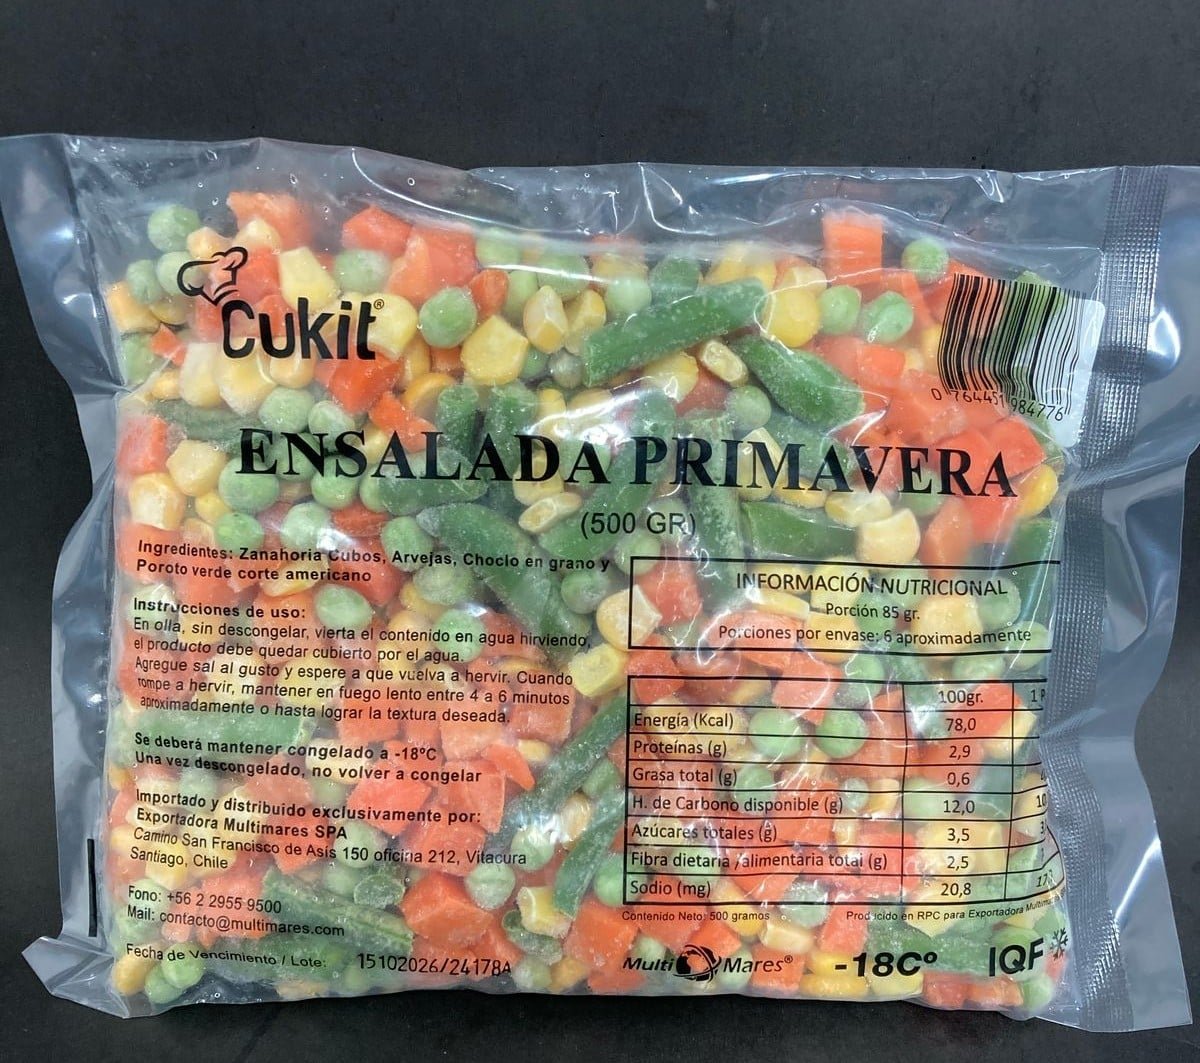 Cukit®
0 764451 984776
ENSALADA PRIMAVERA
(500 GR)
Ingredientes: Zanahoria Cubos, Arvejas, Choclo en grano y
Poroto verde corte americano
Instrucciones de uso:
En olla, sin descongelar, vierta el contenido en agua hirviendo,
el producto debe quedar cubierto por el agua.
Agregue sal al gusto y espere a que vuelva a hervir. Cuando
rompe a hervir, mantener en fuego lento entre 4 a 6 minutos
aproximadamente o hasta lograr la textura deseada.
Se deberá mantener congelado a -18ºC
Una vez descongelado, no volver a congelar
Importado y distribuido exclusivamente por:
Exportadora Multimares SPA
Camino San Francisco de Asís 150 oficina 212, Vitacura
Santiago, Chile
Fono: +56 2 2955 9500
Mail: contacto@multimares.com
Fecha de Vencimiento / Lote: 15102026/24178A
INFORMACIÓN NUTRICIONAL
Porción 85 gr.
Porciones por envase: 6 aproximadamente
100gr. 1
Energía (Kcal) 78,0
Proteínas (g) 2,9
Grasa total (g) 0,6
H. de Carbono disponible (g) 12,0 10
Azúcares totales (g) 3,5
Fibra dietaria /alimentaria total (g) 2,5
Sodio (mg) 20,8 17
Contenido Neto: 500 gramos Producido en RPC para Exportadora
Multi Mares® -18Cº IQF